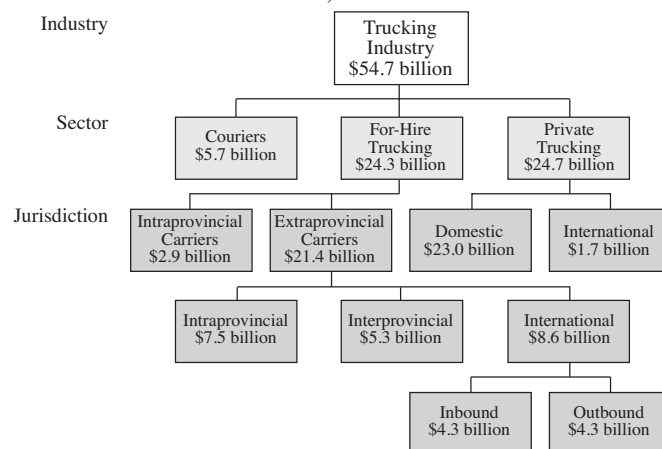 Industry
Trucking
Industry
$54.7 billion
Sector
Couriers
$5.7 billion
For-Hire
Trucking
$24.3 billion
Private
Trucking
$24.7 billion
Jurisdiction
Intraprovincial
Carriers
$2.9 billion
Extraprovincial
Carriers
$21.4 billion
Domestic
$23.0 billion
International
$1.7 billion
Intraprovincial
$7.5 billion
Interprovincial
$5.3 billion
International
$8.6 billion
Inbound
$4.3 billion
Outbound
$4.3 billion